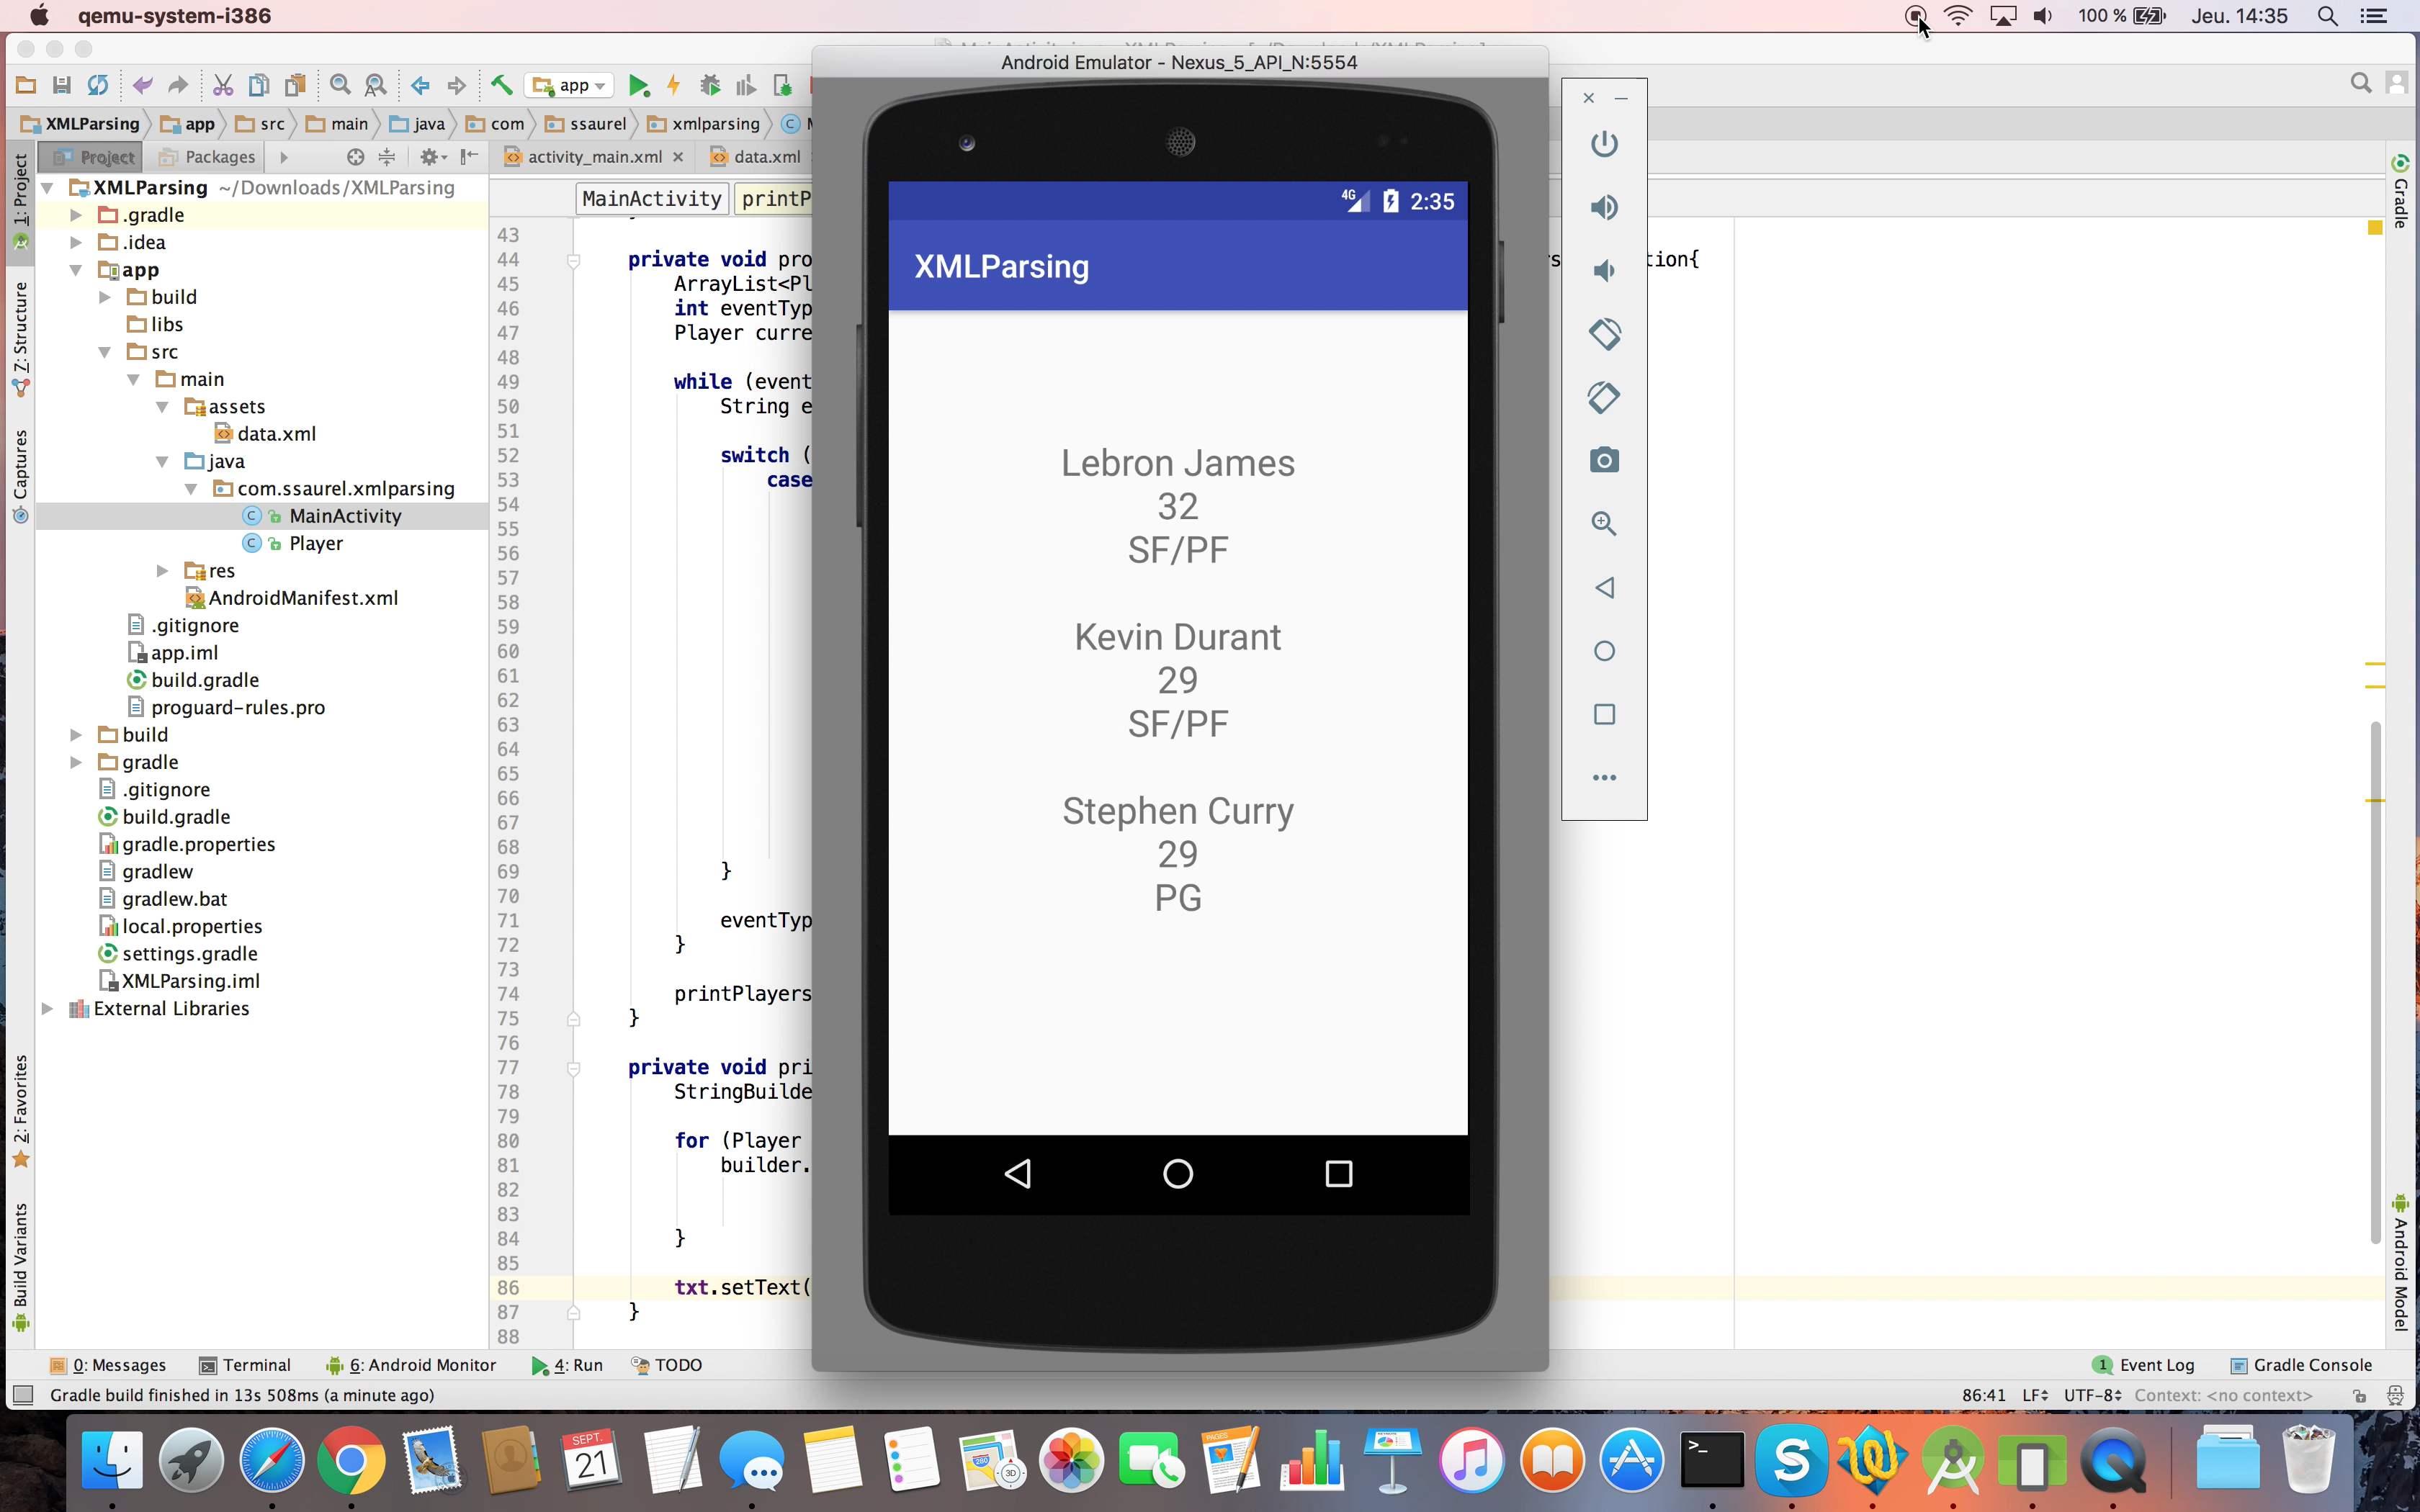 qemu-system-i386
100 %
Jeu. 14:35
Android Emulator - Nexus_5_API_N:5554
app
XMLParsing
app
src
main
java
com
ssaurel
xmlparsing
Project
Packages
activity_main.xml
data.xml
1: Project
7: Structure
Captures
2: Favorites
Build Variants
XMLParsing ~/Downloads/XMLParsing
.gradle
.idea
app
build
libs
src
main
assets
data.xml
java
com.ssaurel.xmlparsing
MainActivity
Player
res
AndroidManifest.xml
.gitignore
app.iml
build.gradle
proguard-rules.pro
build
gradle
.gitignore
build.gradle
gradle.properties
gradlew
gradlew.bat
local.properties
settings.gradle
XMLParsing.iml
External Libraries
MainActivity
printP
43
44 private void pro
tion{
45 ArrayList<Pl
46 int eventTyp
47 Player curre
48
49 while (event
50 String e
51
52 switch (
53 case
54
55
56
57
58
59
60
61
62
63
64
65
66
67
68
69 }
70
71 eventTyp
72 }
73
74 printPlayers
75 }
76
77 private void pri
78 StringBuilde
79
80 for (Player
81 builder.
82
83
84 }
85
86 txt.setText(
87 }
88
4G
2:35
XMLParsing
Lebron James
32
SF/PF
Kevin Durant
29
SF/PF
Stephen Curry
29
PG
Gradle
Android Model
0: Messages
Terminal
6: Android Monitor
4: Run
TODO
1 Event Log
Gradle Console
Gradle build finished in 13s 508ms (a minute ago)
86:41
LF
UTF-8
Context: <no context>
SEPT.
21
280
3D
PAGES
KEYNOTE
>_
S